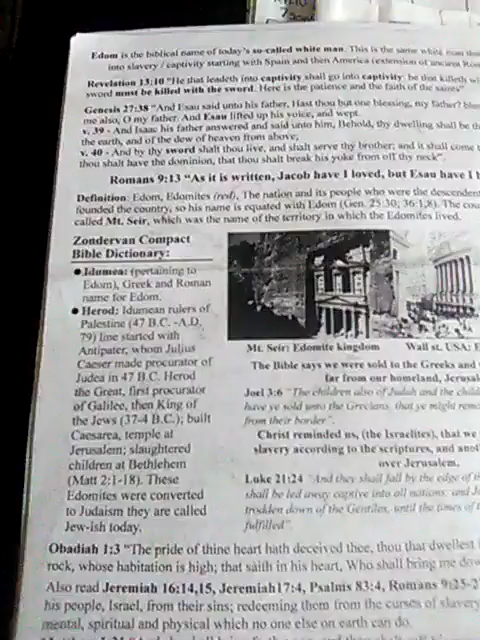 Edom is the biblical name of today's so-called white man. This is the same white man
into slavery / captivity starting with Spain and then America (extension of ancient
Revelation 13:10 "He that leadeth into captivity shall go into captivity: he that killeth
sword must be killed with the sword. Here is the patience and the faith of the saints"
Genesis 27:38 "And Esau said unto his father, Hast thou but one blessing, my father?
me also, O my father. And Esau lifted up his voice, and wept.
v. 39 - And Isaac his father answered and said unto him, Behold, thy dwelling shall be
the earth, and of the dew of heaven from above;
v. 40 - And by thy sword shalt thou live, and shalt serve thy brother; and it shall come
thou shalt have the dominion, that thou shalt break his yoke from off thy neck".
Romans 9:13 "As it is written, Jacob have I loved, but Esau have I
Definition: Edom, Edomites (red), The nation and its people who were the
founded the country, so his name is equated with Edom (Gen. 25:30; 36:1,8). The
called Mt. Seir, which was the name of the territory in which the Edomites lived.
Zondervan Compact
Bible Dictionary:
● Idumea: (pertaining to
Edom), Greek and Roman
name for Edom.
● Herod: Idumean rulers of
Palestine (47 B.C. -A.D.
79) line started with
Antipater, whom Julius
Caeser made procurator of
Judea in 47 B.C. Herod
the Great, first procurator
of Galilee, then King of
the Jews (37-4 B.C.); built
Caesarea, temple at
Jerusalem; slaughtered
children at Bethlehem
(Matt 2:1-18). These
Edomites were converted
to Judaism they are called
Jew-ish today.
Mt. Seir: Edomite kingdom
Wall st. USA:
The Bible says we were sold to the Greeks and
far from our homeland,
Joel 3:6 "The children also of Judah and the
have ye sold unto the Grecians, that ye might
from their border".
Christ reminded us, (the Israelites), that we
slavery according to the scriptures, and
over Jerusalem.
Luke 21:24 "And they shall fall by the edge of
shall be led away captive into all nations: and
trodden down of the Gentiles, until the times of
fulfilled".
Obadiah 1:3 "The pride of thine heart hath deceived thee, thou that dwellest
rock, whose habitation is high; that saith in his heart, Who shall bring me
Also read Jeremiah 16:14,15, Jeremiah17:4, Psalms 83:4, Romans
his people, Israel, from their sins; redeeming them from the curses of
mental, spiritual and physical which no one else on earth can do.